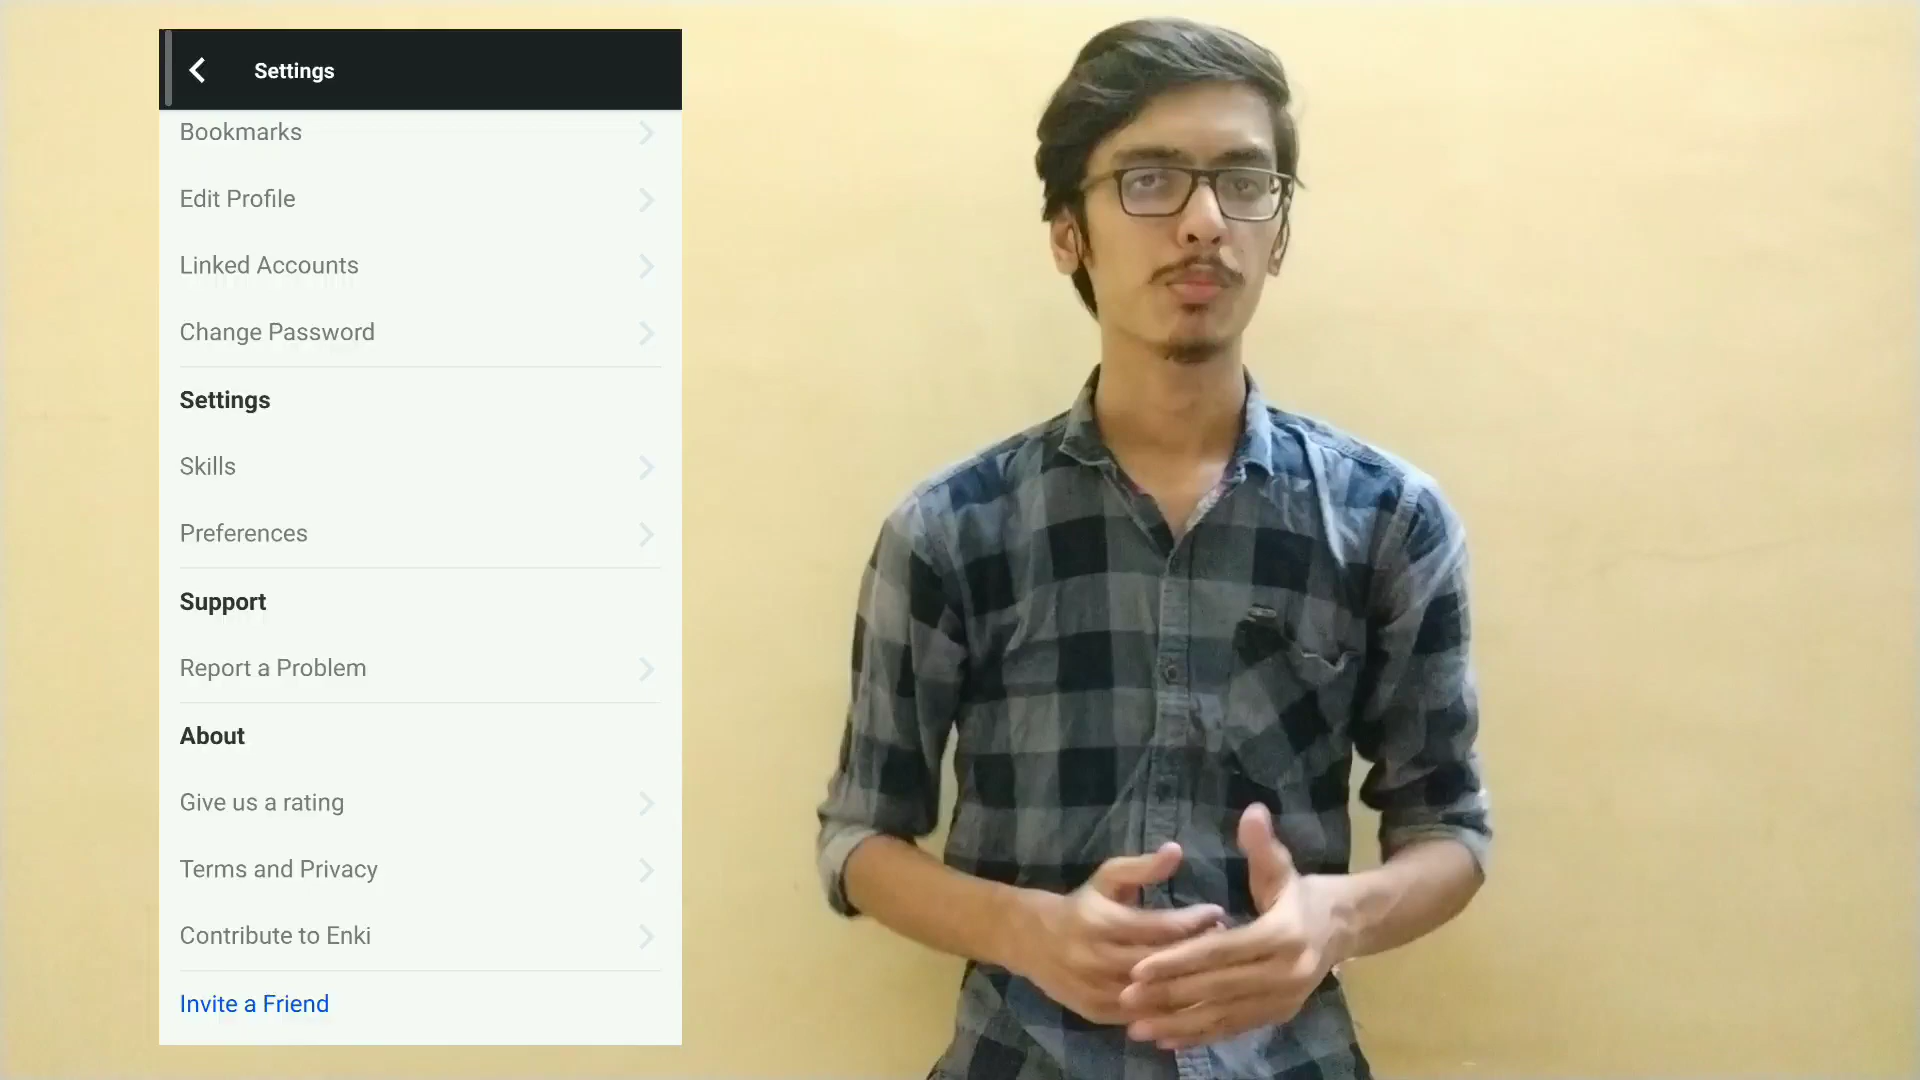 Settings
Bookmarks
Edit Profile
Linked Accounts
Change Password
Settings
Skills
Preferences
Support
Report a Problem
About
Give us a rating
Terms and Privacy
Contribute to Enki
Invite a Friend